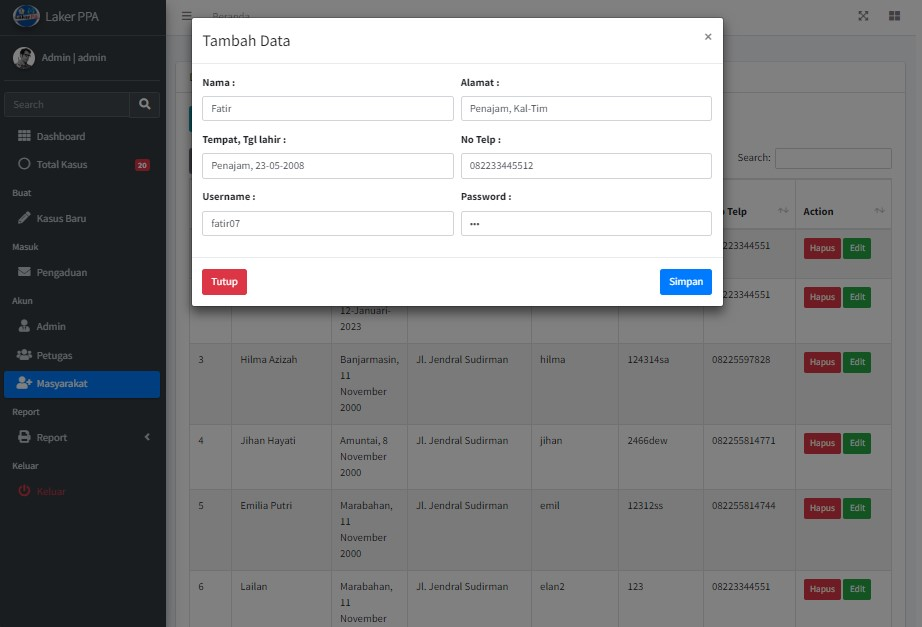 Laker PPA
Beranda
Admin | admin
Search
Dashboard
Total Kasus 20
Buat
Kasus Baru
Masuk
Pengaduan
Akun
Admin
Petugas
Masyarakat
Report
Report
Keluar
Keluar
Tambah Data ×
Nama : Alamat :
Fatir Penajam, Kal-Tim
Tempat, Tgl lahir : No Telp :
Penajam, 23-05-2008 082233445512
Username : Password :
fatir07 •••
Tutup Simpan
Search:
Telp Action
223344551 Hapus Edit
223344551 Hapus Edit
12-Januari-
2023
3 Hilma Azizah Banjarmasin, Jl. Jendral Sudirman hilma 124314sa 08225597828 Hapus Edit
11
November
2000
4 Jihan Hayati Amuntai, 8 Jl. Jendral Sudirman jihan 2466dew 082255814771 Hapus Edit
November
2000
5 Emilia Putri Marabahan, Jl. Jendral Sudirman emil 12312ss 082255814744 Hapus Edit
11
November
2000
6 Lailan Marabahan, Jl. Jendral Sudirman elan2 123 08223344551 Hapus Edit
11
November